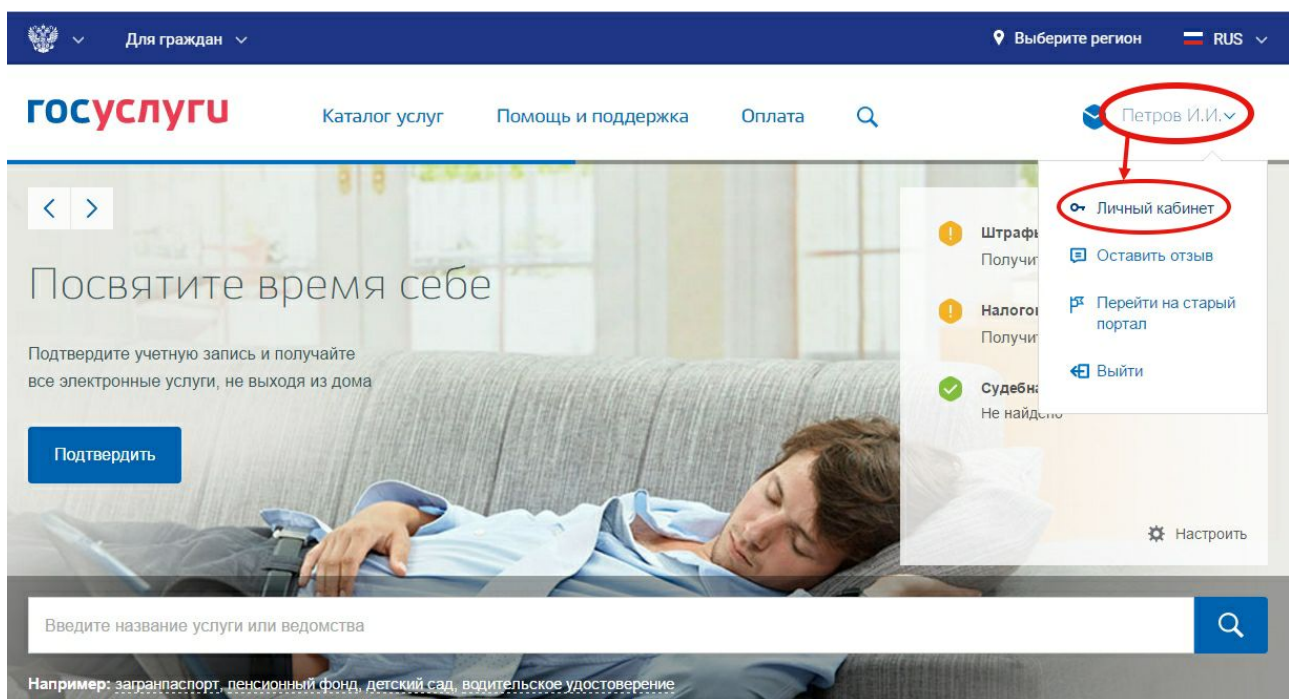 Для граждан
Выберите регион
RUS
госуслуги
Каталог услуг
Помощь и поддержка
Оплата
Петров И.И.
Личный кабинет
Оставить отзыв
Перейти на старый
портал
Выйти
Посвятите время себе
Подтвердите учетную запись и получайте
все электронные услуги, не выходя из дома
Подтвердить
Не найдено
Настроить
Введите название услуги или ведомства
Например: загранпаспорт, пенсионный фонд, детский сад, водительское удостоверение